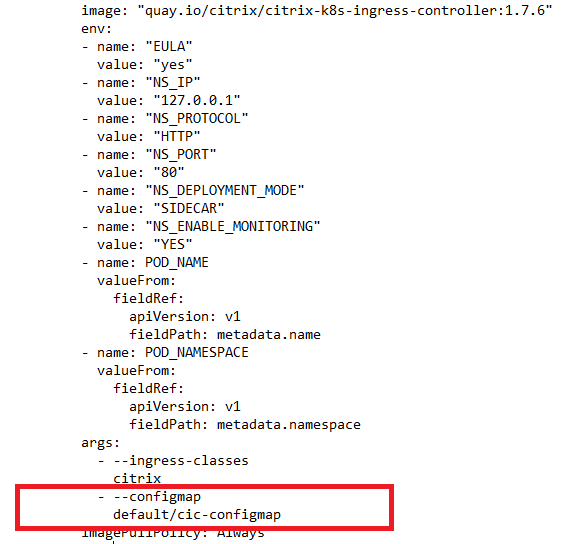 image: "quay.io/citrix/citrix-k8s-ingress-controller:1.7.6"
env:
- name: "EULA"
  value: "yes"
- name: "NS_IP"
  value: "127.0.0.1"
- name: "NS_PROTOCOL"
  value: "HTTP"
- name: "NS_PORT"
  value: "80"
- name: "NS_DEPLOYMENT_MODE"
  value: "SIDECAR"
- name: "NS_ENABLE_MONITORING"
  value: "YES"
- name: POD_NAME
  valueFrom:
    fieldRef:
      apiVersion: v1
      fieldPath: metadata.name
- name: POD_NAMESPACE
  valueFrom:
    fieldRef:
      apiVersion: v1
      fieldPath: metadata.namespace
args:
  - --ingress-classes
    citrix
  - --configmap
    default/cic-configmap
imagePullPolicy: Always